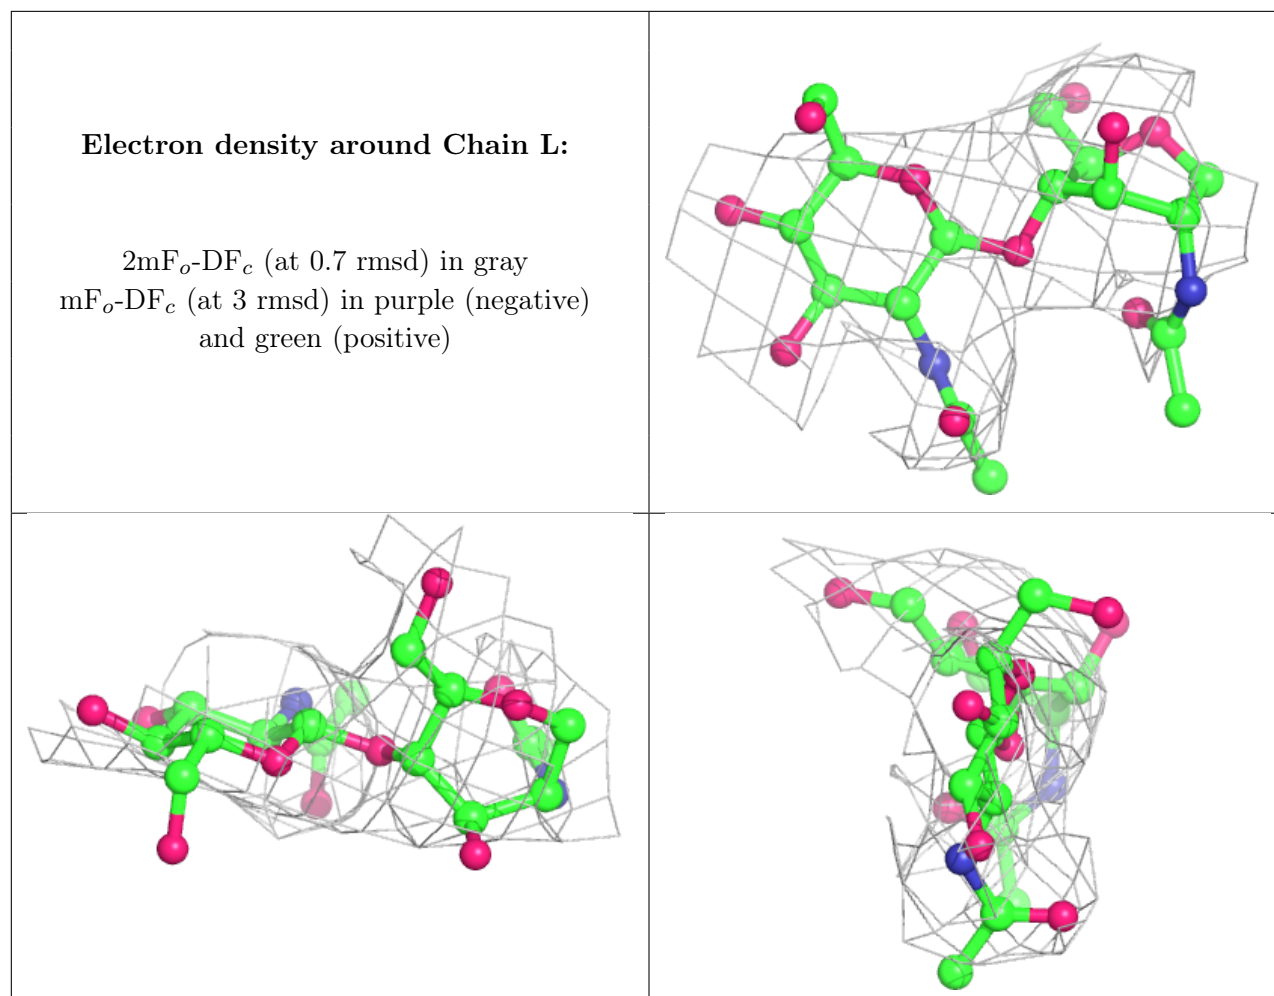 Electron density around Chain L:
2mFo-DFc (at 0.7 rmsd) in gray
mFo-DFc (at 3 rmsd) in purple (negative)
and green (positive)